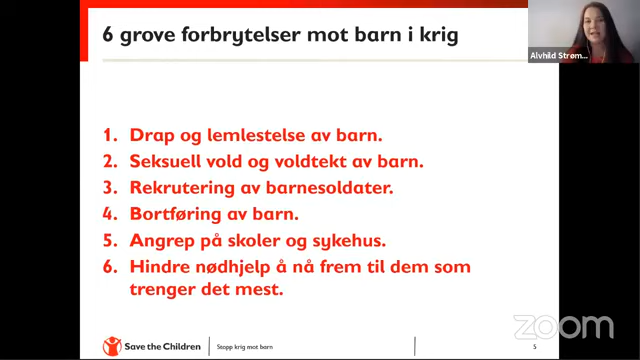 6 grove forbrytelser mot barn i krig
Alvhild Strøm...
1. Drap og lemlestelse av barn.
2. Seksuell vold og voldtekt av barn.
3. Rekrutering av barnesoldater.
4. Bortføring av barn.
5. Angrep på skoler og sykehus.
6. Hindre nødhjelp å nå frem til dem som
trenger det mest.
Save the Children
Stopp krig mot barn
5
zoom